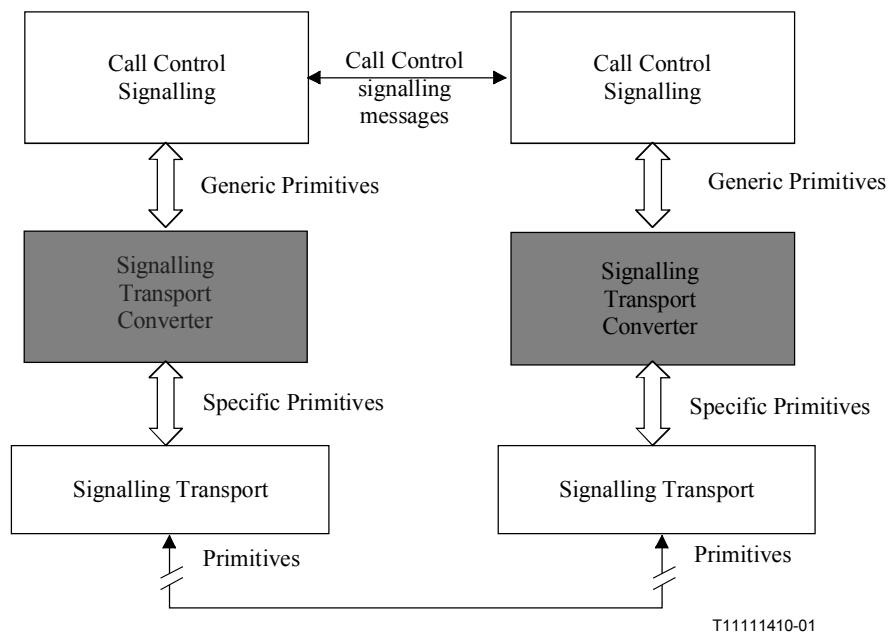 Call Control
Signalling
Call Control
signalling
messages
Call Control
Signalling
Generic Primitives
Generic Primitives
Signalling
Transport
Converter
Signalling
Transport
Converter
Specific Primitives
Specific Primitives
Signalling Transport
Signalling Transport
Primitives
Primitives
T11111410-01